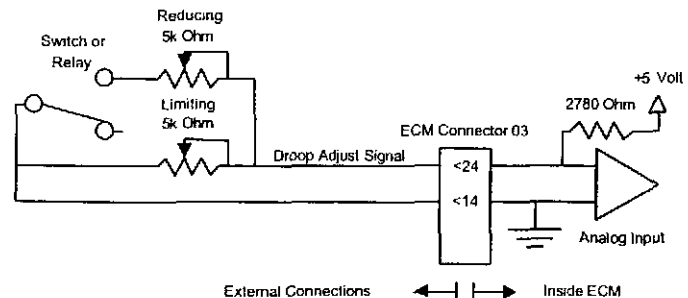 Reducing
5k Ohm
Switch or
Relay
+5 Volt
Limiting
5k Ohm
2780 Ohm
ECM Connector 03
Droop Adjust Signal
<24
<14
Analog Input
External Connections
Inside ECM